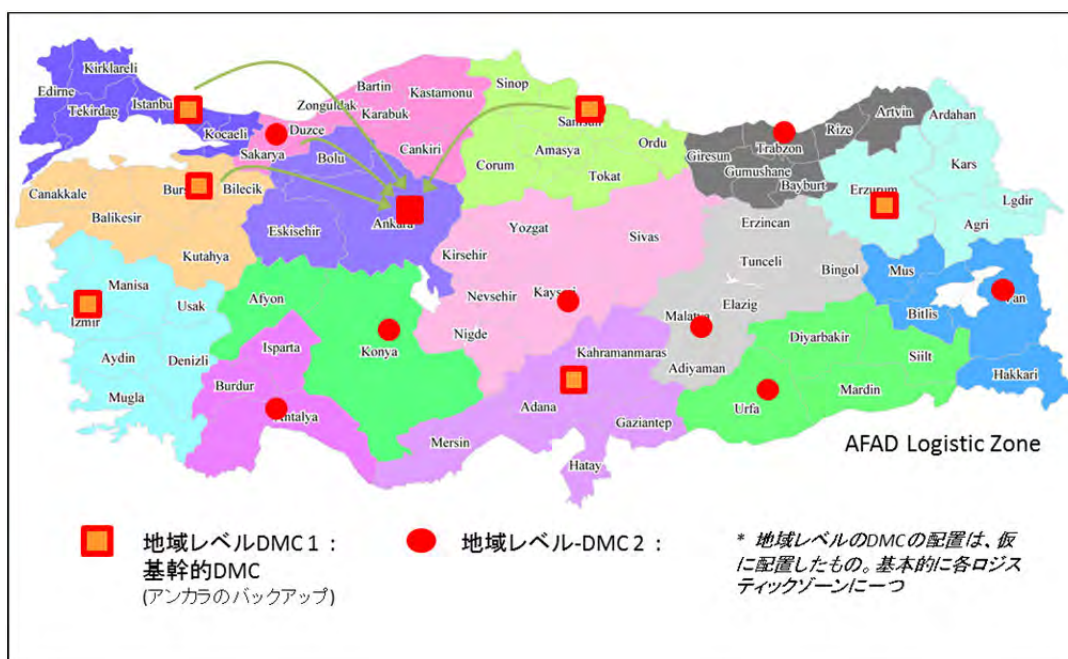 Kirklareli
Edirne
Tekirdag
Istanbul
Kocaeli
Sakarya
Duzce
Zonguldak
Bartin
Karabuk
Kastamonu
Cankiri
Bolu
Sinop
Samsun
Corum
Amasya
Ordu
Tokat
Giresun
Trabzon
Gumushane
Bayburt
Rize
Artvin
Ardahan
Kars
Erzurum
Lgdir
Agri
Canakkale
Balikesir
Bilecik
Kutahya
Eskisehir
Ankara
Kirsehir
Yozgat
Sivas
Nevsehir
Kayseri
Nigde
Erzincan
Tunceli
Bingol
Elazig
Malatya
Adiyaman
Mus
Bitlis
Van
Hakkari
Manisa
Usak
Izmir
Aydin
Denizli
Mugla
Afyon
Konya
Isparta
Burdur
Antalya
Kahramanmaras
Adana
Mersin
Gaziantep
Hatay
Diyarbakir
Siilt
Mardin
Urfa
AFAD Logistic Zone
地域レベルDMC 1：
基幹的DMC
(アンカラのバックアップ)
地域レベル-DMC 2：
* 地域レベルのDMCの配置は、仮
に配置したもの。基本的に各ロジス
ティックゾーンに一つ